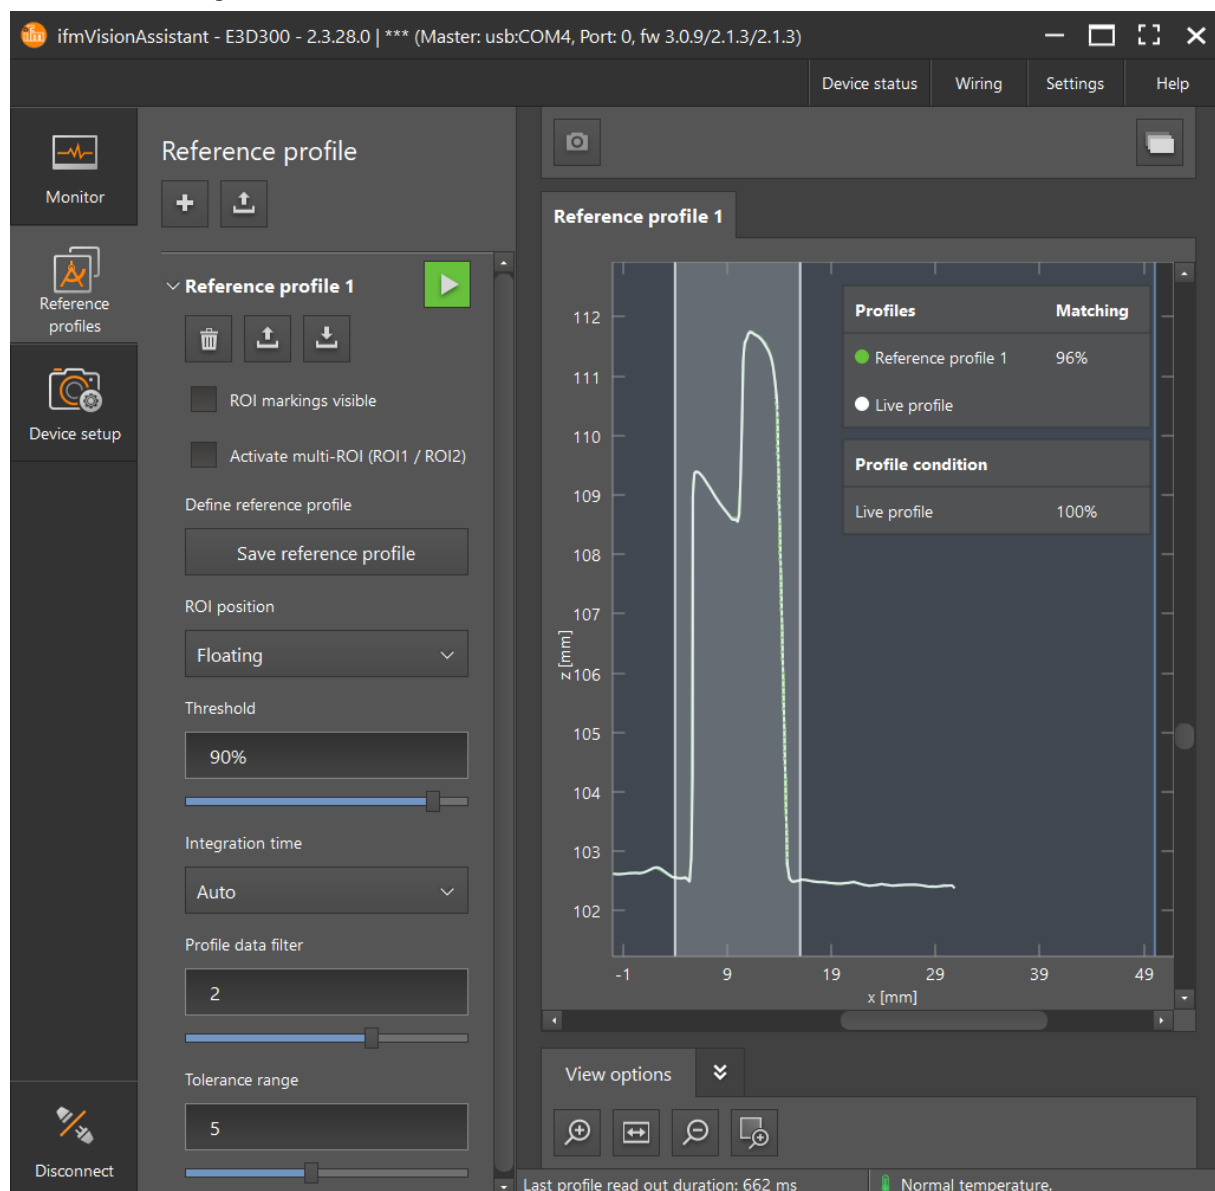 ifm ifmVisionAssistant - E3D300 - 2.3.28.0 | *** (Master: usb:COM4, Port: 0, fw 3.0.9/2.1.3/2.1.3)
Device status Wiring Settings Help
Monitor
Reference
profiles
Device setup
Disconnect
Reference profile
Reference profile 1
ROI markings visible
Activate multi-ROI (ROI1 / ROI2)
Define reference profile
Save reference profile
ROI position
Floating
Threshold
90%
Integration time
Auto
Profile data filter
2
Tolerance range
5
Reference profile 1
Profiles Matching
Reference profile 1 96%
Live profile
Profile condition
Live profile 100%
112
111
110
109
108
107
z [mm]
106
105
104
103
102
-1 9 19 29 39 49
x [mm]
View options
Last profile read out duration: 662 ms
Normal temperature.